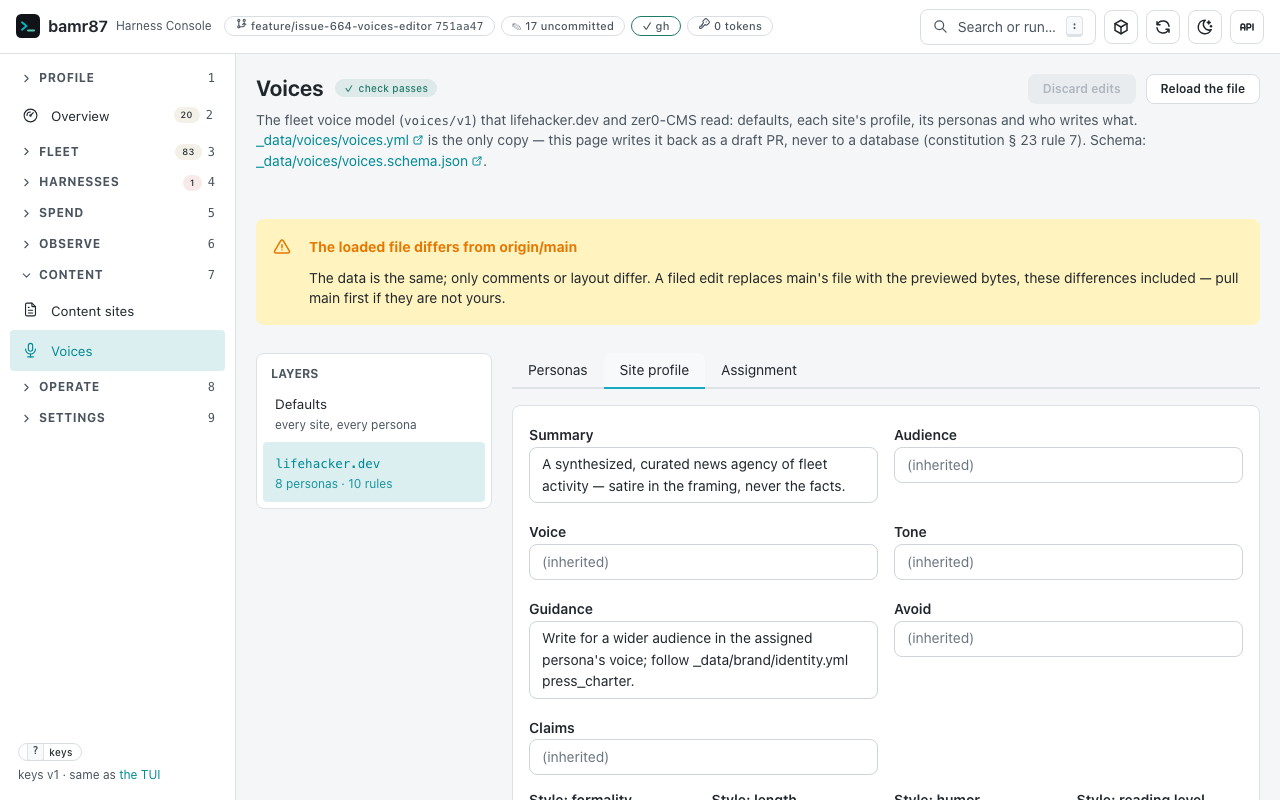 bamr87 Harness Console
feature/issue-664-voices-editor 751aa47
17 uncommitted
gh
0 tokens
Search or run... :
API
PROFILE 1
Overview 20 2
FLEET 83 3
HARNESSES 1 4
SPEND 5
OBSERVE 6
CONTENT 7
Content sites
Voices
OPERATE 8
SETTINGS 9
? keys
keys v1 · same as the TUI
Voices check passes
Discard edits
Reload the file
The fleet voice model (voices/v1) that lifehacker.dev and zer0-CMS read: defaults, each site's profile, its personas and who writes what.
_data/voices/voices.yml is the only copy — this page writes it back as a draft PR, never to a database (constitution § 23 rule 7). Schema:
_data/voices/voices.schema.json.
The loaded file differs from origin/main
The data is the same; only comments or layout differ. A filed edit replaces main's file with the previewed bytes, these differences included — pull
main first if they are not yours.
LAYERS
Defaults
every site, every persona
lifehacker.dev
8 personas · 10 rules
Personas Site profile Assignment
Summary
A synthesized, curated news agency of fleet
activity — satire in the framing, never the facts.
Audience
(inherited)
Voice
(inherited)
Tone
(inherited)
Guidance
Write for a wider audience in the assigned
persona's voice; follow _data/brand/identity.yml
press_charter.
Avoid
(inherited)
Claims
(inherited)
Style: formality Style: length Style: humor Style: reading level